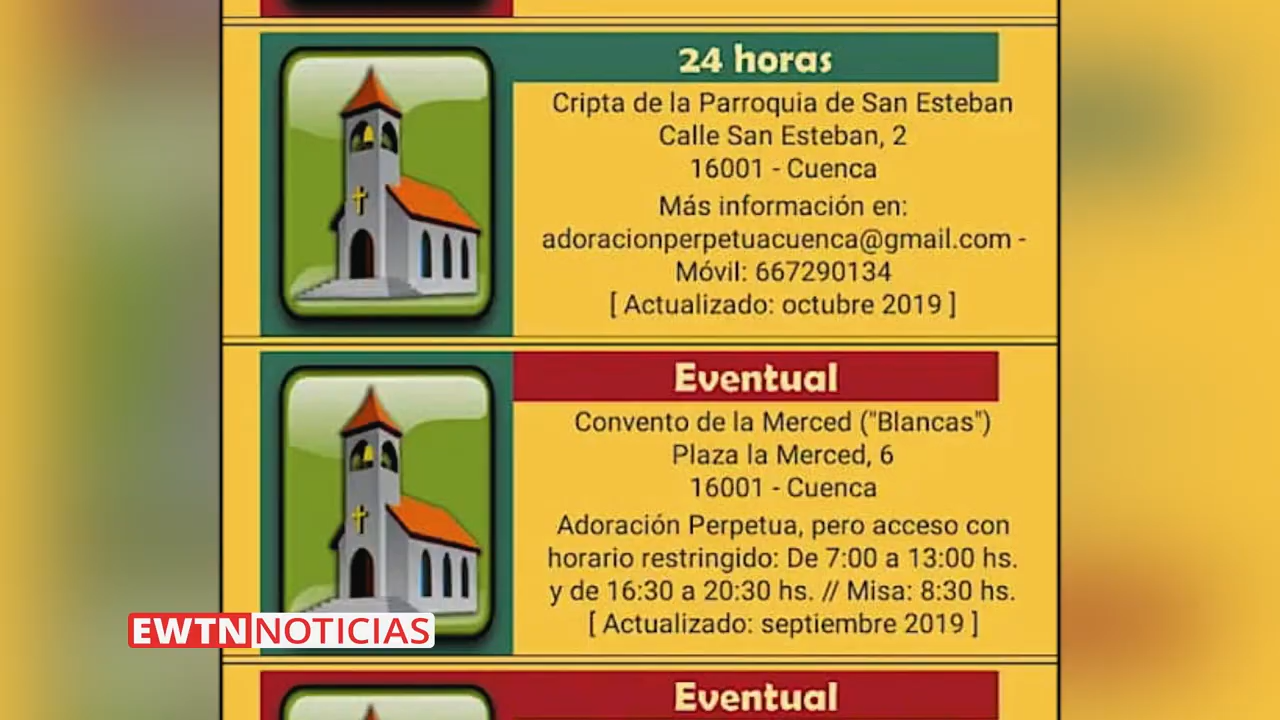 24 horas
Cripta de la Parroquia de San Esteban
Calle San Esteban, 2
16001 - Cuenca
Más información en:
adoracionperpetuacuenca@gmail.com -
Móvil: 667290134
[ Actualizado: octubre 2019 ]
Eventual
Convento de la Merced ("Blancas")
Plaza la Merced, 6
16001 - Cuenca
Adoración Perpetua, pero acceso con
horario restringido: De 7:00 a 13:00 hs.
y de 16:30 a 20:30 hs. // Misa: 8:30 hs.
[ Actualizado: septiembre 2019 ]
EWTNNOTICIAS
Eventual